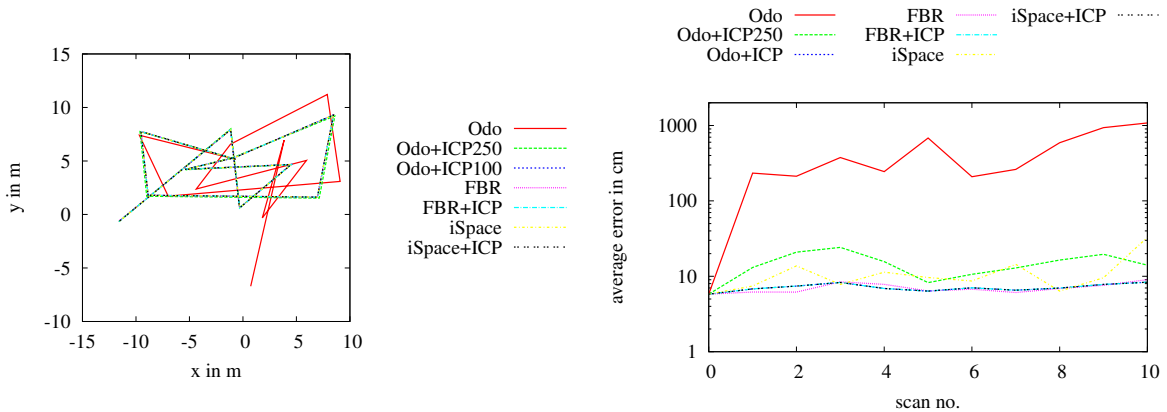 15
10
5
0
-5
-10
y in m
-15
-10
-5
0
5
10
x in m
Odo
Odo+ICP250
Odo+ICP100
FBR
FBR+ICP
iSpace
iSpace+ICP
Odo
Odo+ICP250
Odo+ICP
FBR
FBR+ICP
iSpace
iSpace+ICP
1000
100
10
1
average error in cm
0
2
4
6
8
10
scan no.